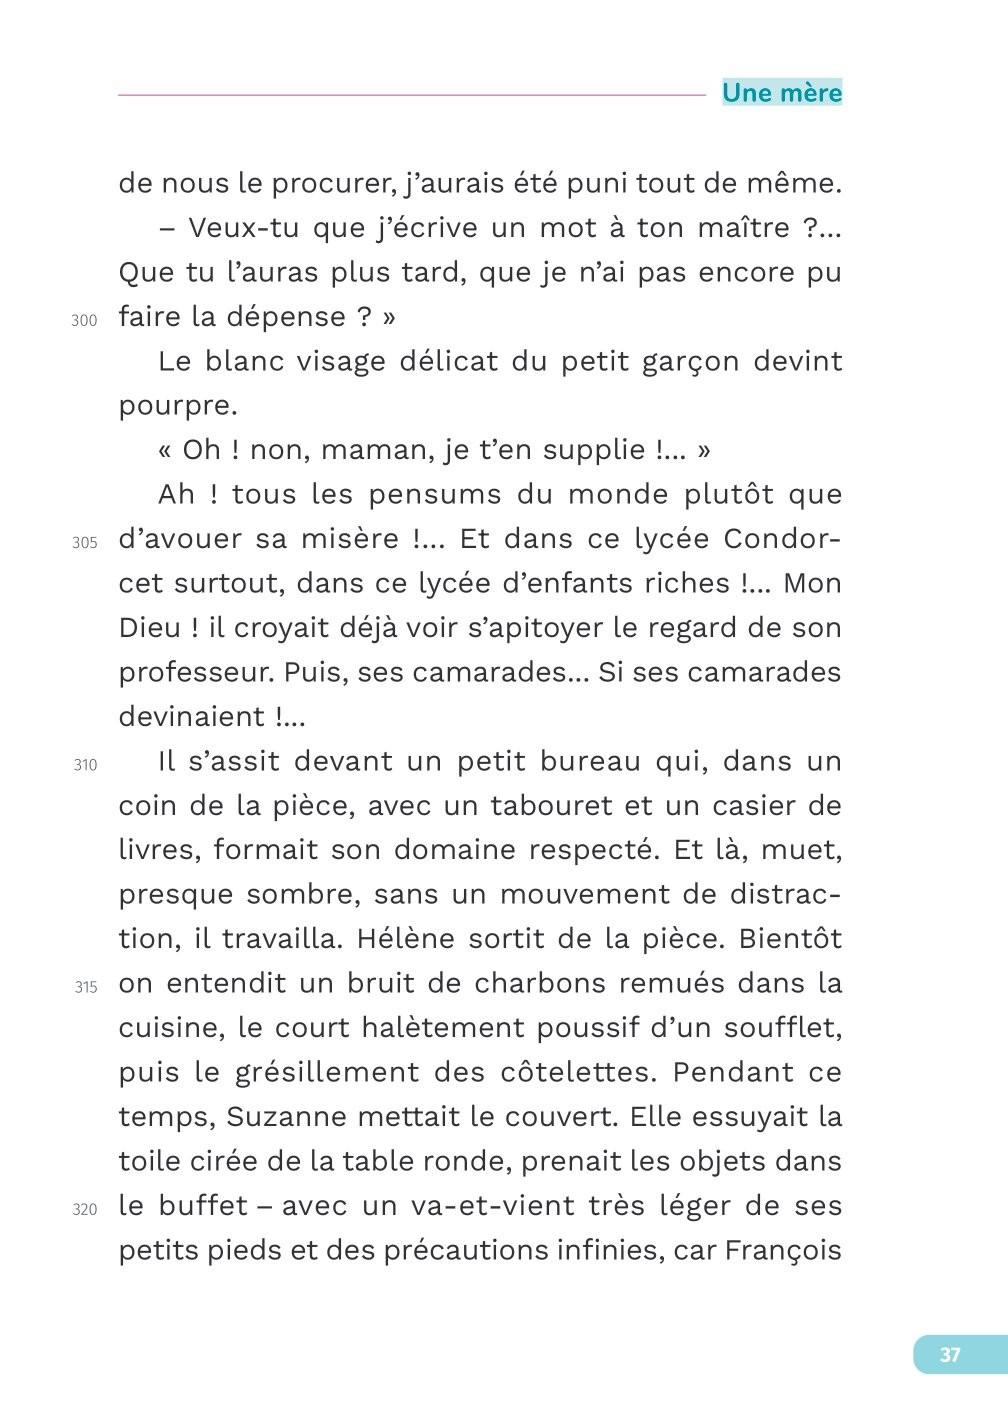 Une mère
de nous le procurer, j’aurais été puni tout de même.
– Veux-tu que j’écrive un mot à ton maître ?...
Que tu l’auras plus tard, que je n’ai pas encore pu
300 faire la dépense ? »
Le blanc visage délicat du petit garçon devint
pourpre.
« Oh ! non, maman, je t’en supplie !... »
Ah ! tous les pensums du monde plutôt que
305 d’avouer sa misère !... Et dans ce lycée Condor-
cet surtout, dans ce lycée d’enfants riches !... Mon
Dieu ! il croyait déjà voir s’apitoyer le regard de son
professeur. Puis, ses camarades... Si ses camarades
devinaient !...
310 Il s’assit devant un petit bureau qui, dans un
coin de la pièce, avec un tabouret et un casier de
livres, formait son domaine respecté. Et là, muet,
presque sombre, sans un mouvement de distrac-
tion, il travailla. Hélène sortit de la pièce. Bientôt
315 on entendit un bruit de charbons remués dans la
cuisine, le court halètement poussif d’un soufflet,
puis le grésillement des côtelettes. Pendant ce
temps, Suzanne mettait le couvert. Elle essuyait la
toile cirée de la table ronde, prenait les objets dans
320 le buffet – avec un va-et-vient très léger de ses
petits pieds et des précautions infinies, car François
37